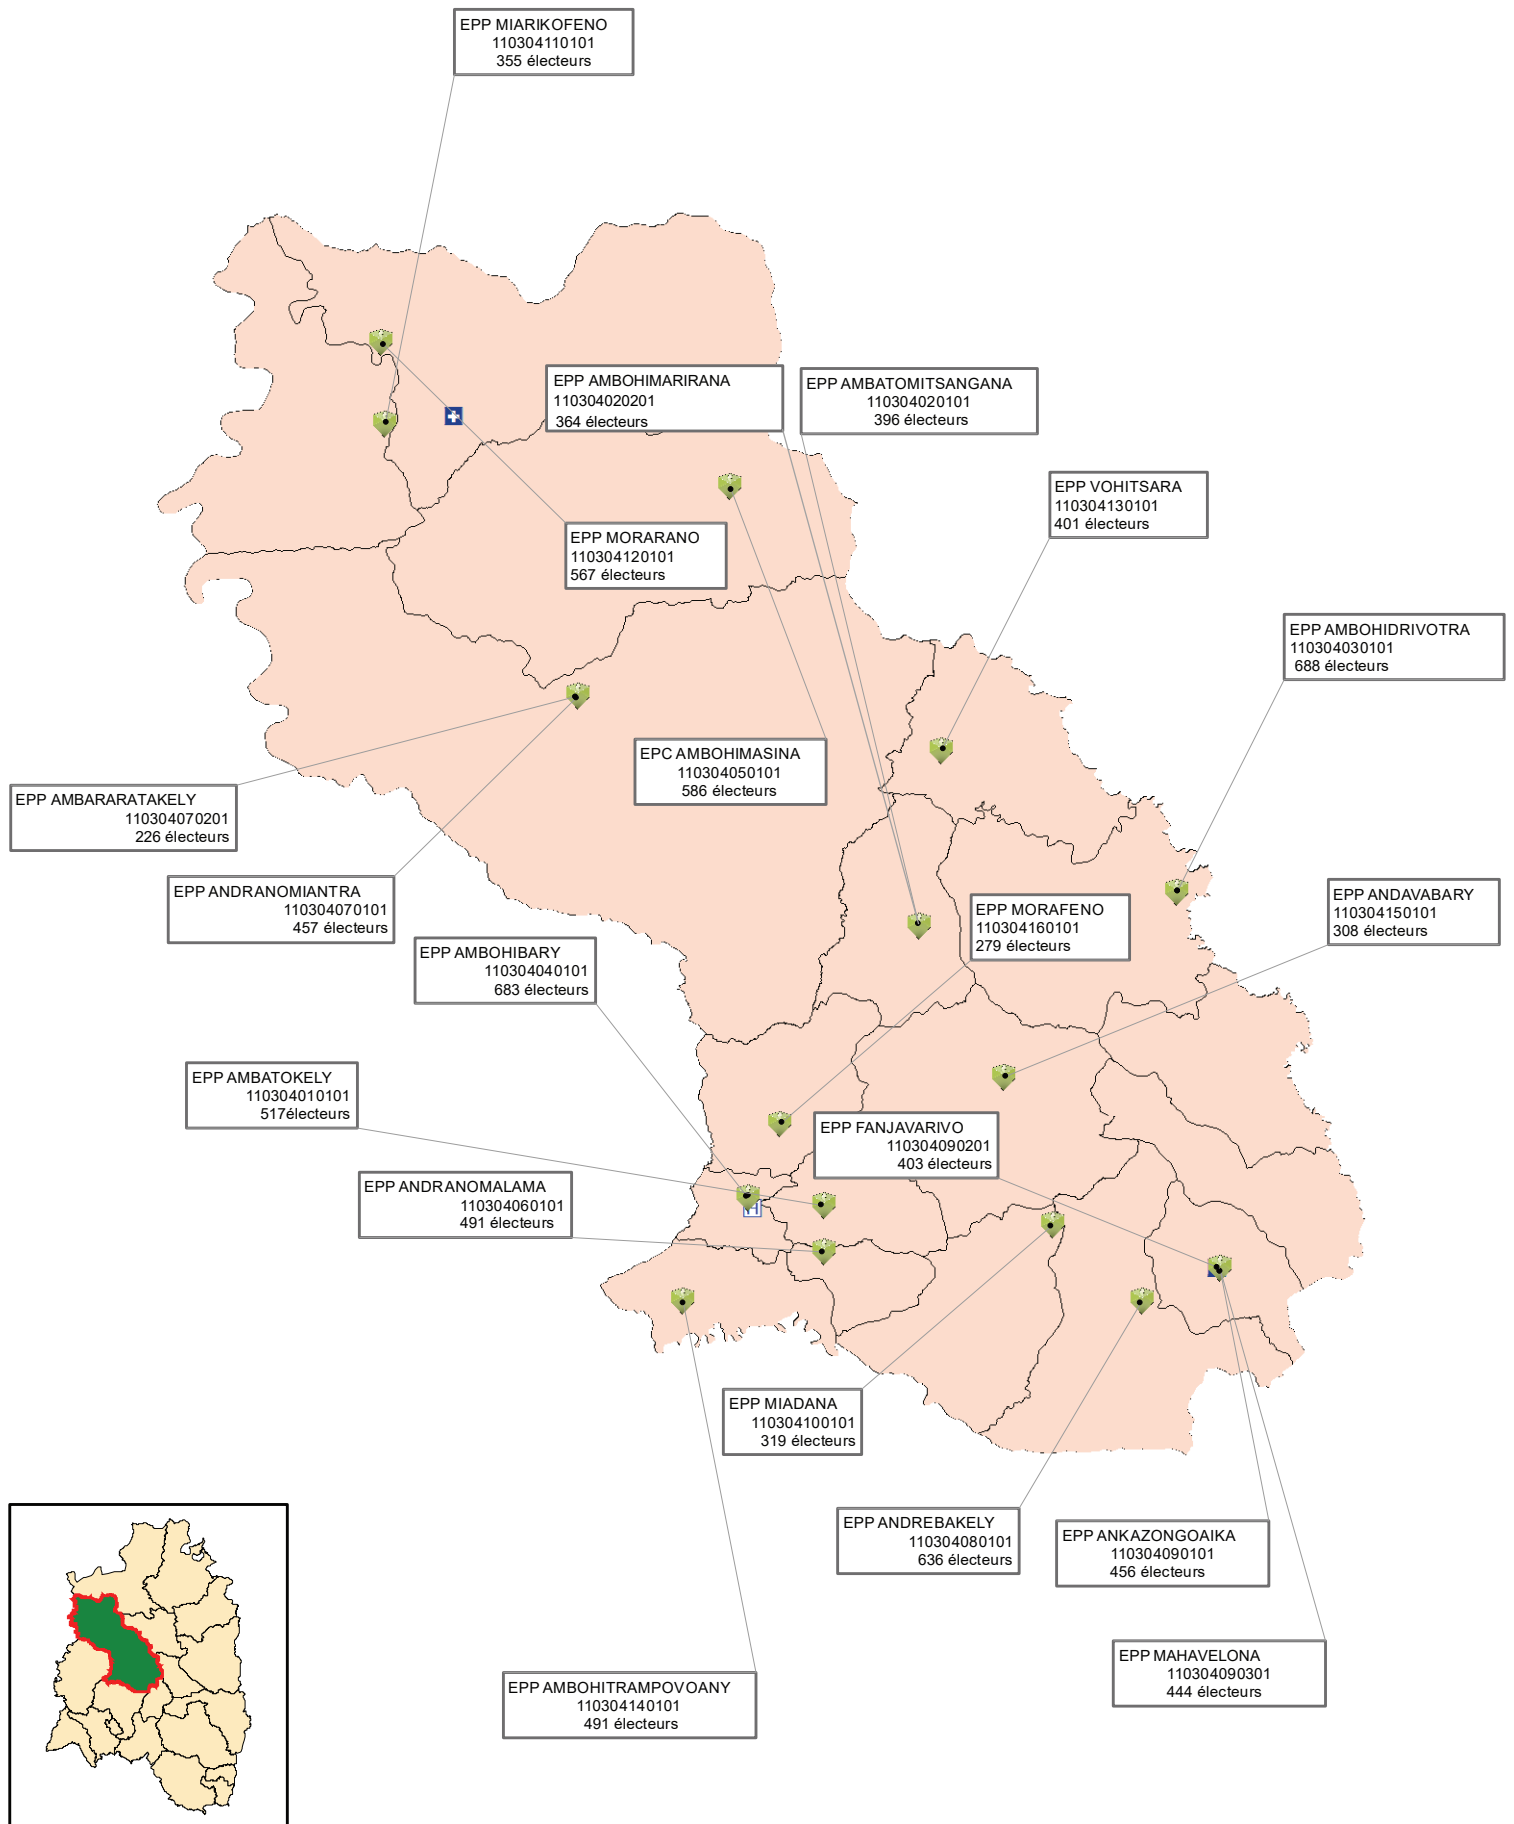 EPP MIARIKOFENO
110304110101
355 électeurs
EPP AMBOHIMARIRANA
110304020201
364 électeurs
EPP AMBATOMITSANGANA
110304020101
396 électeurs
EPP VOHITSARA
110304130101
401 électeurs
EPP MORARANO
110304120101
567 électeurs
EPP AMBOHIDRIVOTRA
110304030101
688 électeurs
EPC AMBOHIMASINA
110304050101
586 électeurs
EPP AMBARARATAKELY
110304070201
226 électeurs
EPP ANDRANOMIANTRA
110304070101
457 électeurs
EPP MORAFENO
110304160101
279 électeurs
EPP ANDAVABARY
110304150101
308 électeurs
EPP AMBOHIBARY
110304040101
683 électeurs
EPP AMBATOKELY
110304010101
517électeurs
EPP FANJAVARIVO
110304090201
403 électeurs
EPP ANDRANOMALAMA
110304060101
491 électeurs
H
EPP MIADANA
110304100101
319 électeurs
EPP ANDREBAKELY
110304080101
636 électeurs
EPP ANKAZONGOAIKA
110304090101
456 électeurs
EPP MAHAVELONA
110304090301
444 électeurs
EPP AMBOHITRAMPOVOANY
110304140101
491 électeurs